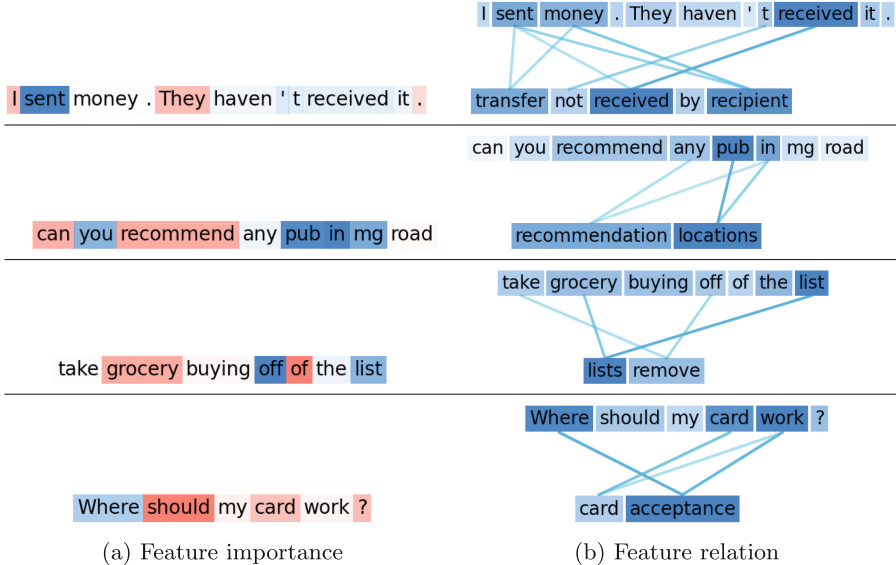 I sent money . They haven ' t received it .
transfer not received by recipient
I sent money . They haven ' t received it .
can you recommend any pub in mg road
recommendation locations
can you recommend any pub in mg road
take grocery buying off of the list
lists remove
take grocery buying off of the list
Where should my card work ?
card acceptance
Where should my card work ?
(a) Feature importance
(b) Feature relation